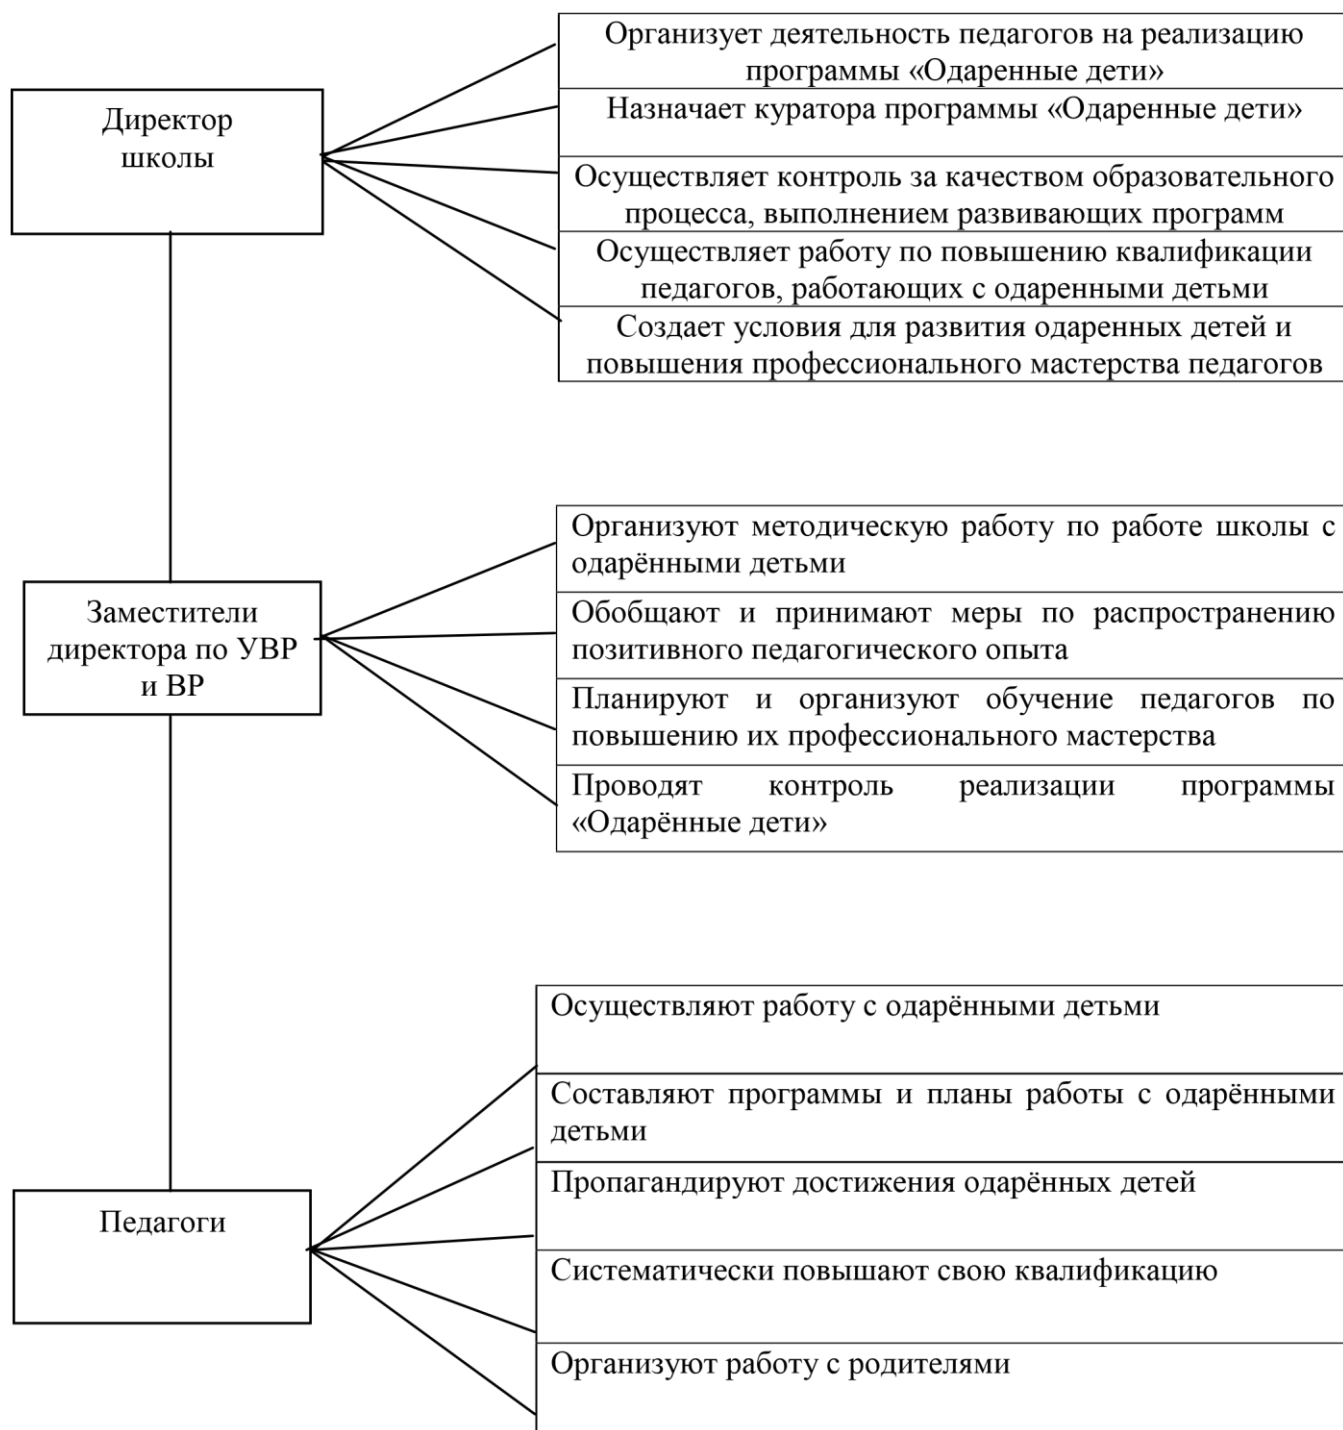 Директор
школы
Организует деятельность педагогов на реализацию
программы «Одаренные дети»
Назначает куратора программы «Одаренные дети»
Осуществляет контроль за качеством образовательного
процесса, выполнением развивающих программ
Осуществляет работу по повышению квалификации
педагогов, работающих с одаренными детьми
Создает условия для развития одаренных детей и
повышения профессионального мастерства педагогов
Заместители
директора по УВР
и ВР
Организуют методическую работу по работе школы с
одарёнными детьми
Обобщают и принимают меры по распространению
позитивного педагогического опыта
Планируют и организуют обучение педагогов по
повышению их профессионального мастерства
Проводят контроль реализации программы
«Одарённые дети»
Педагоги
Осуществляют работу с одарёнными детьми
Составляют программы и планы работы с одарёнными
детьми
Пропагандируют достижения одарённых детей
Систематически повышают свою квалификацию
Организуют работу с родителями